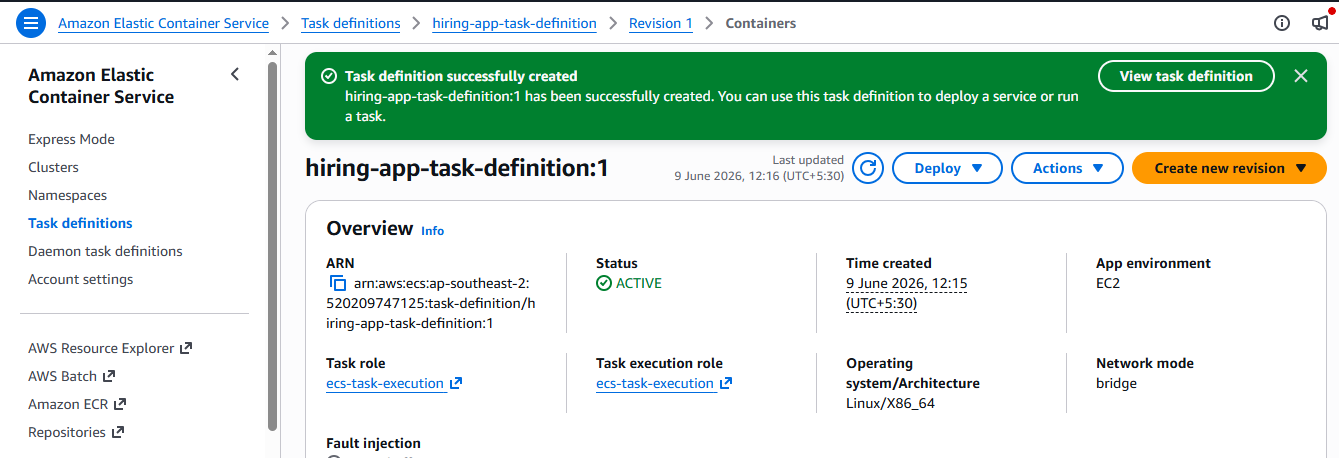 Amazon Elastic Container Service > Task definitions > hiring-app-task-definition > Revision 1 > Containers
Amazon Elastic
Container Service
Express Mode
Clusters
Namespaces
Task definitions
Daemon task definitions
Account settings
AWS Resource Explorer
AWS Batch
Amazon ECR
Repositories
Task definition successfully created
hiring-app-task-definition:1 has been successfully created. You can use this task definition to deploy a service or run
a task.
View task definition
hiring-app-task-definition:1
Last updated
9 June 2026, 12:16 (UTC+5:30)
Deploy
Actions
Create new revision
Overview Info
ARN
arn:aws:ecs:ap-southeast-2:
520209747125:task-definition/h
iring-app-task-definition:1
Status
ACTIVE
Time created
9 June 2026, 12:15
(UTC+5:30)
App environment
EC2
Task role
ecs-task-execution
Task execution role
ecs-task-execution
Operating
system/Architecture
Linux/X86_64
Network mode
bridge
Fault injection